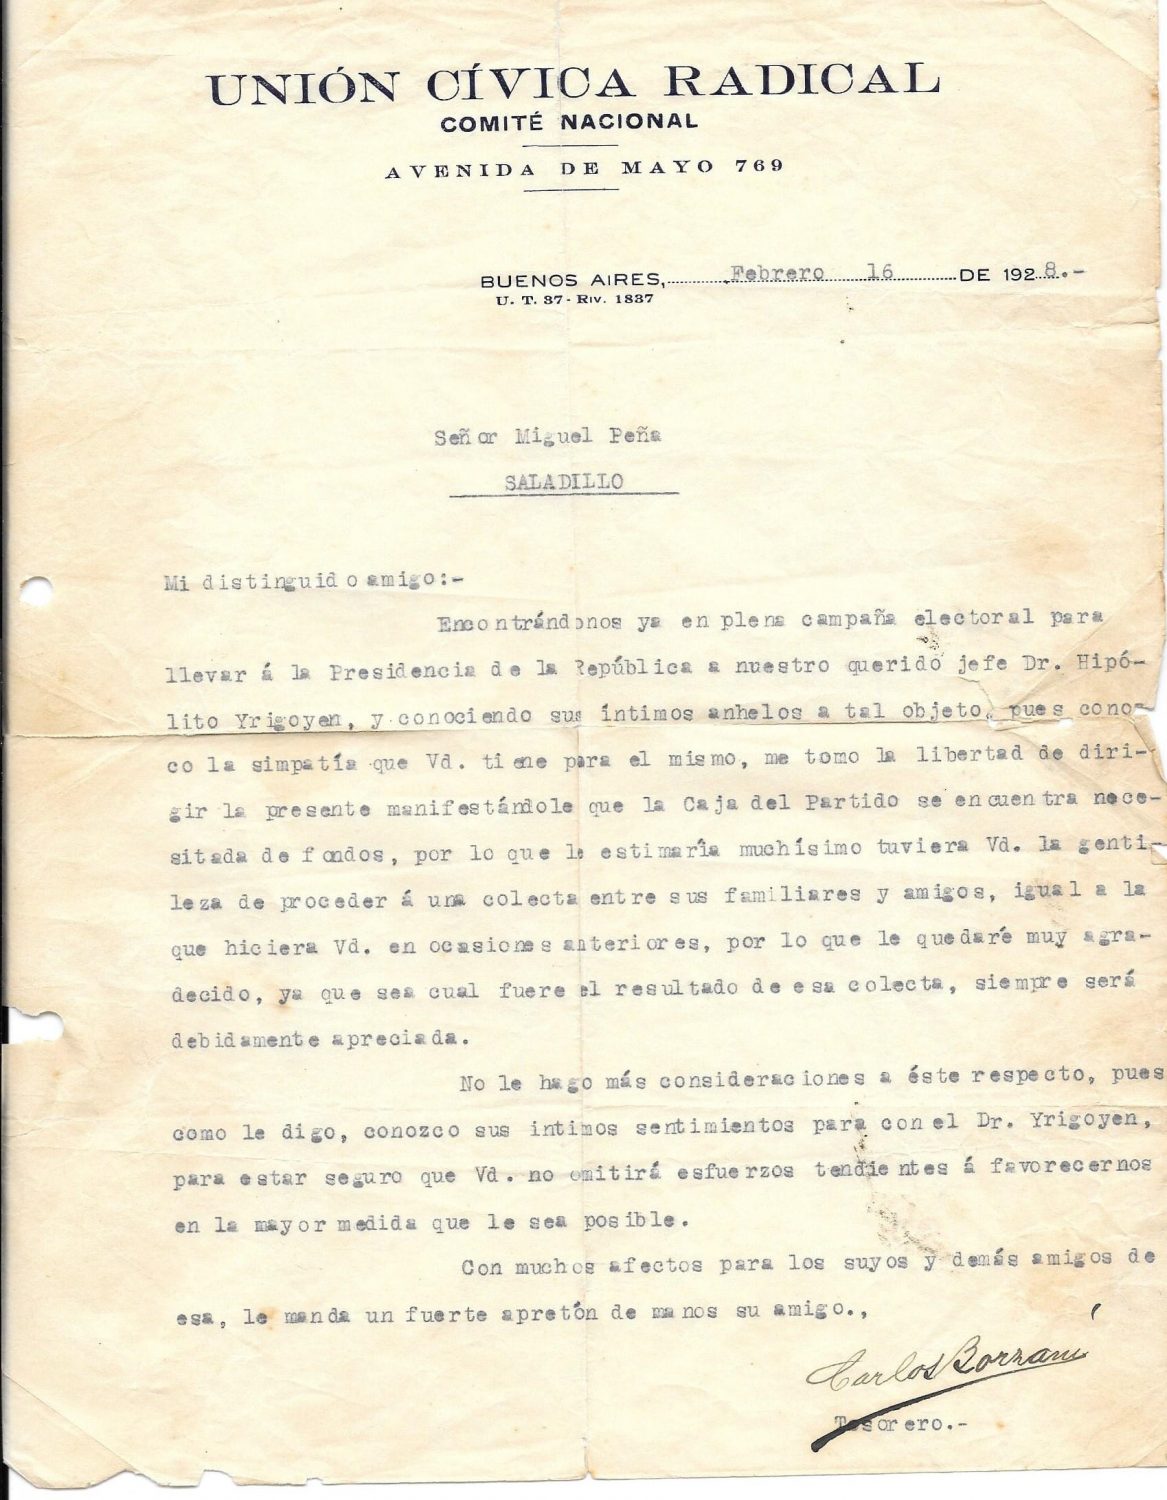 UNIÓN CÍVICA RADICAL
COMITÉ NACIONAL
AVENIDA DE MAYO 769
BUENOS AIRES, Febrero 16 DE 1928.-
U. T. 37 - RIV. 1837
Señor Miguel Peña
SALADILLO
Mi distinguido amigo:-
Encontrándonos ya en plena campaña electoral para
llevar á la Presidencia de la República a nuestro querido jefe Dr. Hipó-
lito Yrigoyen, y conociendo sus íntimos anhelos a tal objeto, pues cono-
co la simpatía que Vd. tiene para el mismo, me tomo la libertad de diri-
gir la presente manifestándole que la Caja del Partido se encuentra nece-
sitada de fondos, por lo que le estimaría muchísimo tuviera Vd. la genti-
leza de proceder á una colecta entre sus familiares y amigos, igual a la
que hiciera Vd. en ocasiones anteriores, por lo que le quedaré muy agra-
decido, ya que sea cual fuere el resultado de esa colecta, siempre será
debidamente apreciada.
No le hago más consideraciones a éste respecto, pues
como le digo, conozco sus intimos sentimientos para con el Dr. Yrigoyen,
para estar seguro que Vd. no omitirá esfuerzos tendientes á favorecernos
en la mayor medida que le sea posible.
Con muchos afectos para los suyos y demás amigos de
esa, le manda un fuerte apretón de manos su amigo.,
Carlos Borzani
Tesorero.-